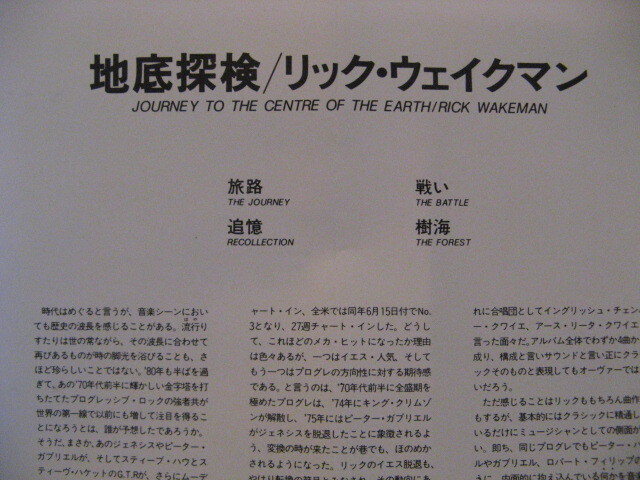 地底探検/リック・ウェイクマン
JOURNEY TO THE CENTRE OF THE EARTH/RICK WAKEMAN
旅路
THE JOURNEY
戦い
THE BATTLE
追憶
RECOLLECTION
樹海
THE FOREST
時代はめぐると言うが、音楽シーンにおい
ても歴史の波長を感じることがある。流行り
すたりは世の常ながら、その波長に合わせて
再びあるものが時の脚光を浴びることも、さ
ほど珍らしいことではない。'80年も半ばを過
ぎて、あの'70年代前半に輝かしい金字塔を打
ちたてたプログレッシブ・ロックの強者共が
世界の第一線で以前にも増して注目を得るこ
とになろうとは、誰が予想したであろうか。
そうだ、まさか、あのジェネシスやピーター・
ガブリエルが、そしてスティーブ・ハウとス
ティーヴ・ハケットのG.T.Rが、さらにムーデ
ャート・イン、全米では同年6月15日付でNo.
3となり、27週チャート・インした。どうし
て、これほどのメカ・ヒットになったか理由
は色々あるが、一つはイエス・人気、そして
もう一つはプログレの方向性に対する期待感
である。と言うのは、'70年代前半に全盛期を
極めたプログレは、'74年にキング・クリムゾ
ンが解散し、'75年にはピーター・ガブリエル
がジェネシスを脱退したことに象徴されるよ
う、変換の時が来たことが巷でも、ほのめか
されるようになった。リックのイエス脱退も、
れに合唱団としてイングリッシュ・チェン
ー・クワイエ、アース・リータ・クワイエ
言った面々だ。アルバム全体でわずか4曲か
成り、構成と言いサウンドと言い正にクラ
ックそのものと表現してもオーヴァーでは
いだろう。
ただ感じることはリックももちろん曲作
もするが、基本的にはクラシックに精通し
いるだけにミュージシャンとしての側面が
い。即ち、同じプログレでもピーター・
ルやガブリエル、ロバート・フィリップの